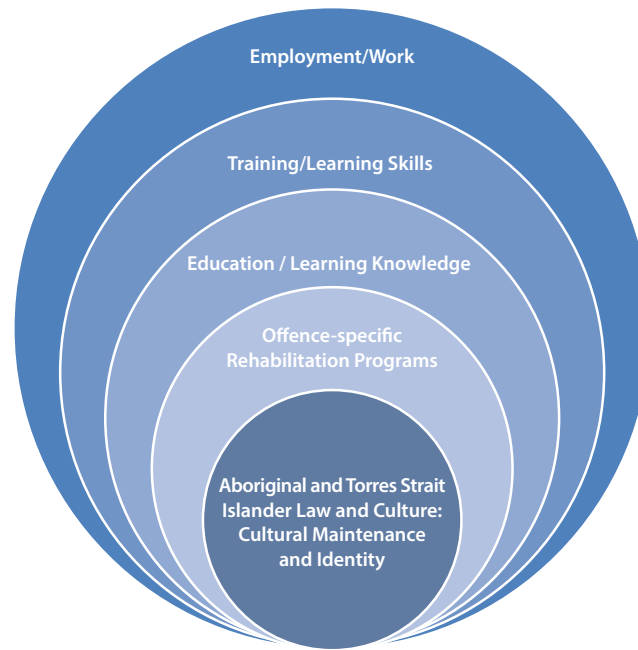 Employment/Work
Training/Learning Skills
Education / Learning Knowledge
Offence-specific
Rehabilitation Programs
Aboriginal and Torres Strait
Islander Law and Culture:
Cultural Maintenance
and Identity